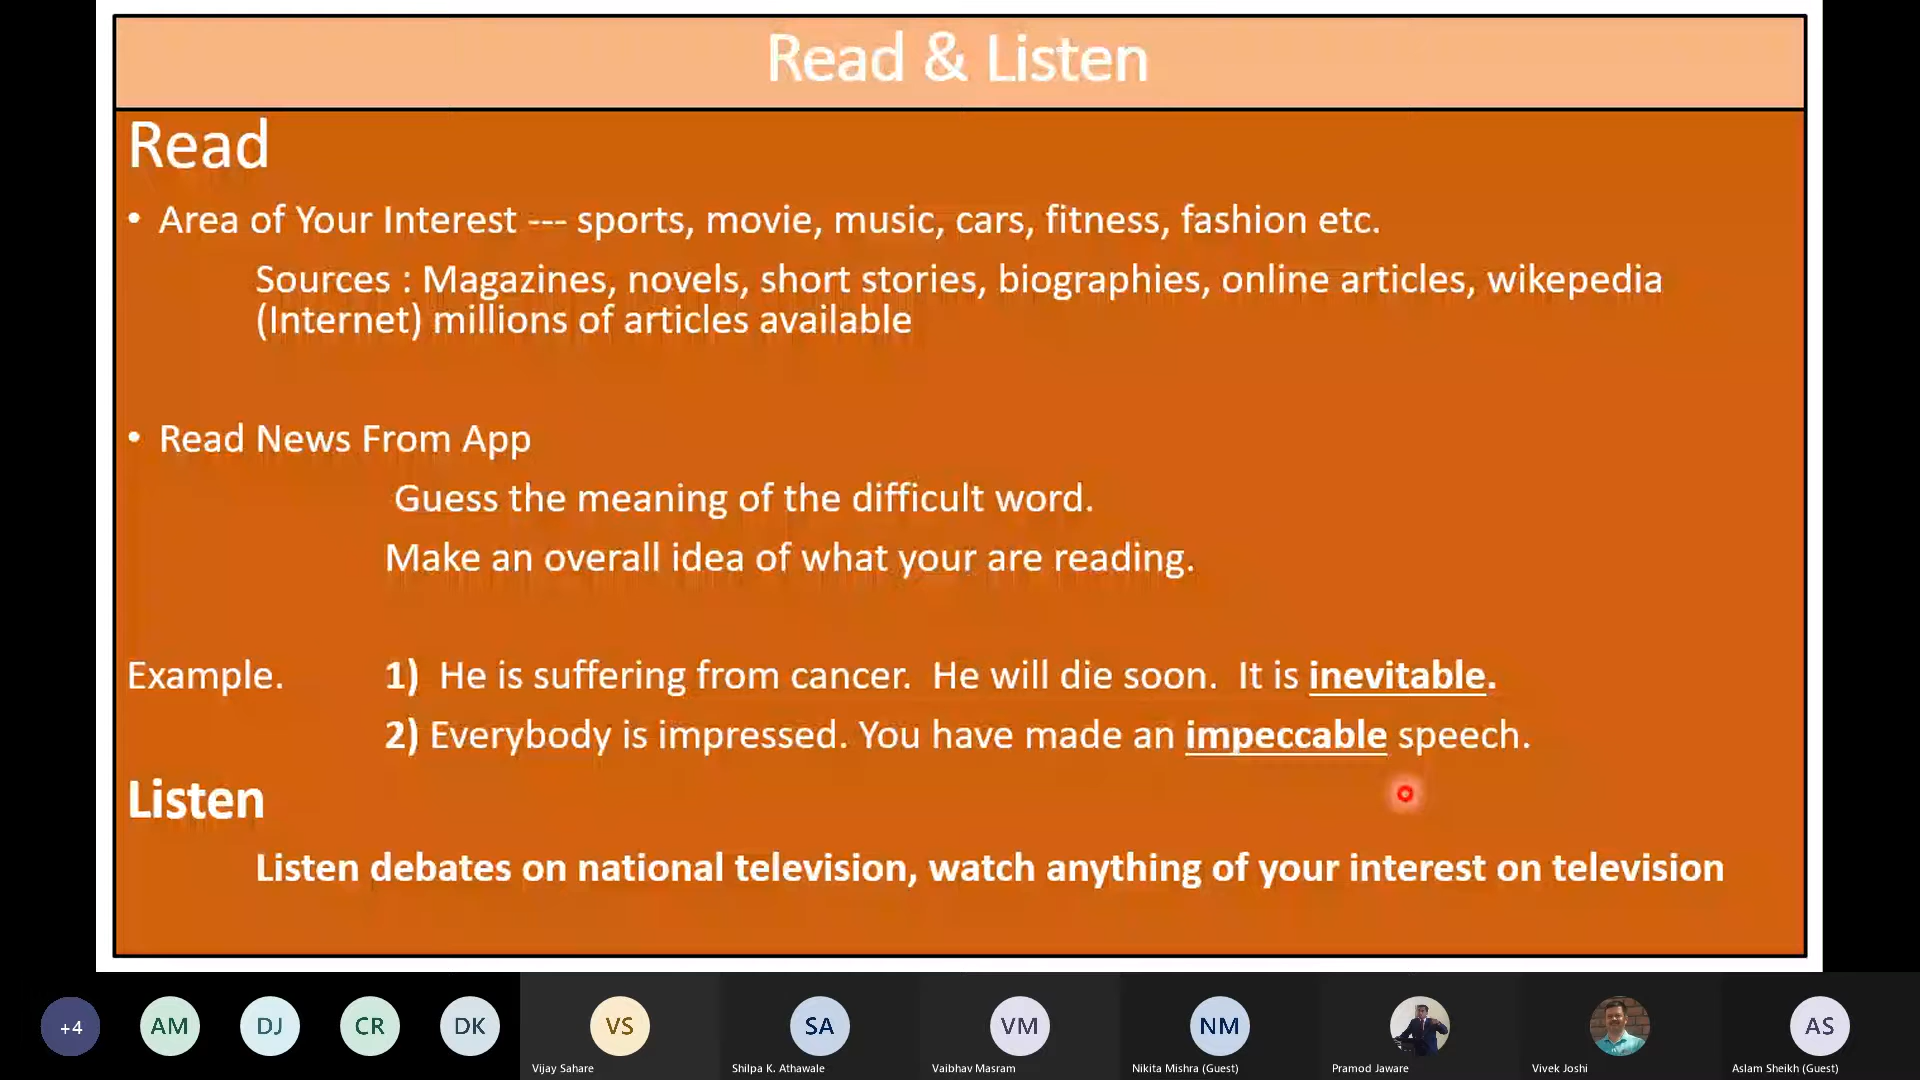 Read & Listen
Read
• Area of Your Interest --- sports, movie, music, cars, fitness, fashion etc.
Sources : Magazines, novels, short stories, biographies, online articles, wikepedia
(Internet) millions of articles available
• Read News From App
Guess the meaning of the difficult word.
Make an overall idea of what your are reading.
Example. 1) He is suffering from cancer. He will die soon. It is inevitable.
2) Everybody is impressed. You have made an impeccable speech.
Listen
Listen debates on national television, watch anything of your interest on television
+4 AM DJ CR DK VS SA VM NM AS
Vijay Sahare Shilpa K. Athawale Vaibhav Masram Nikita Mishra (Guest) Pramod Jaware Vivek Joshi Aslam Sheikh (Guest)